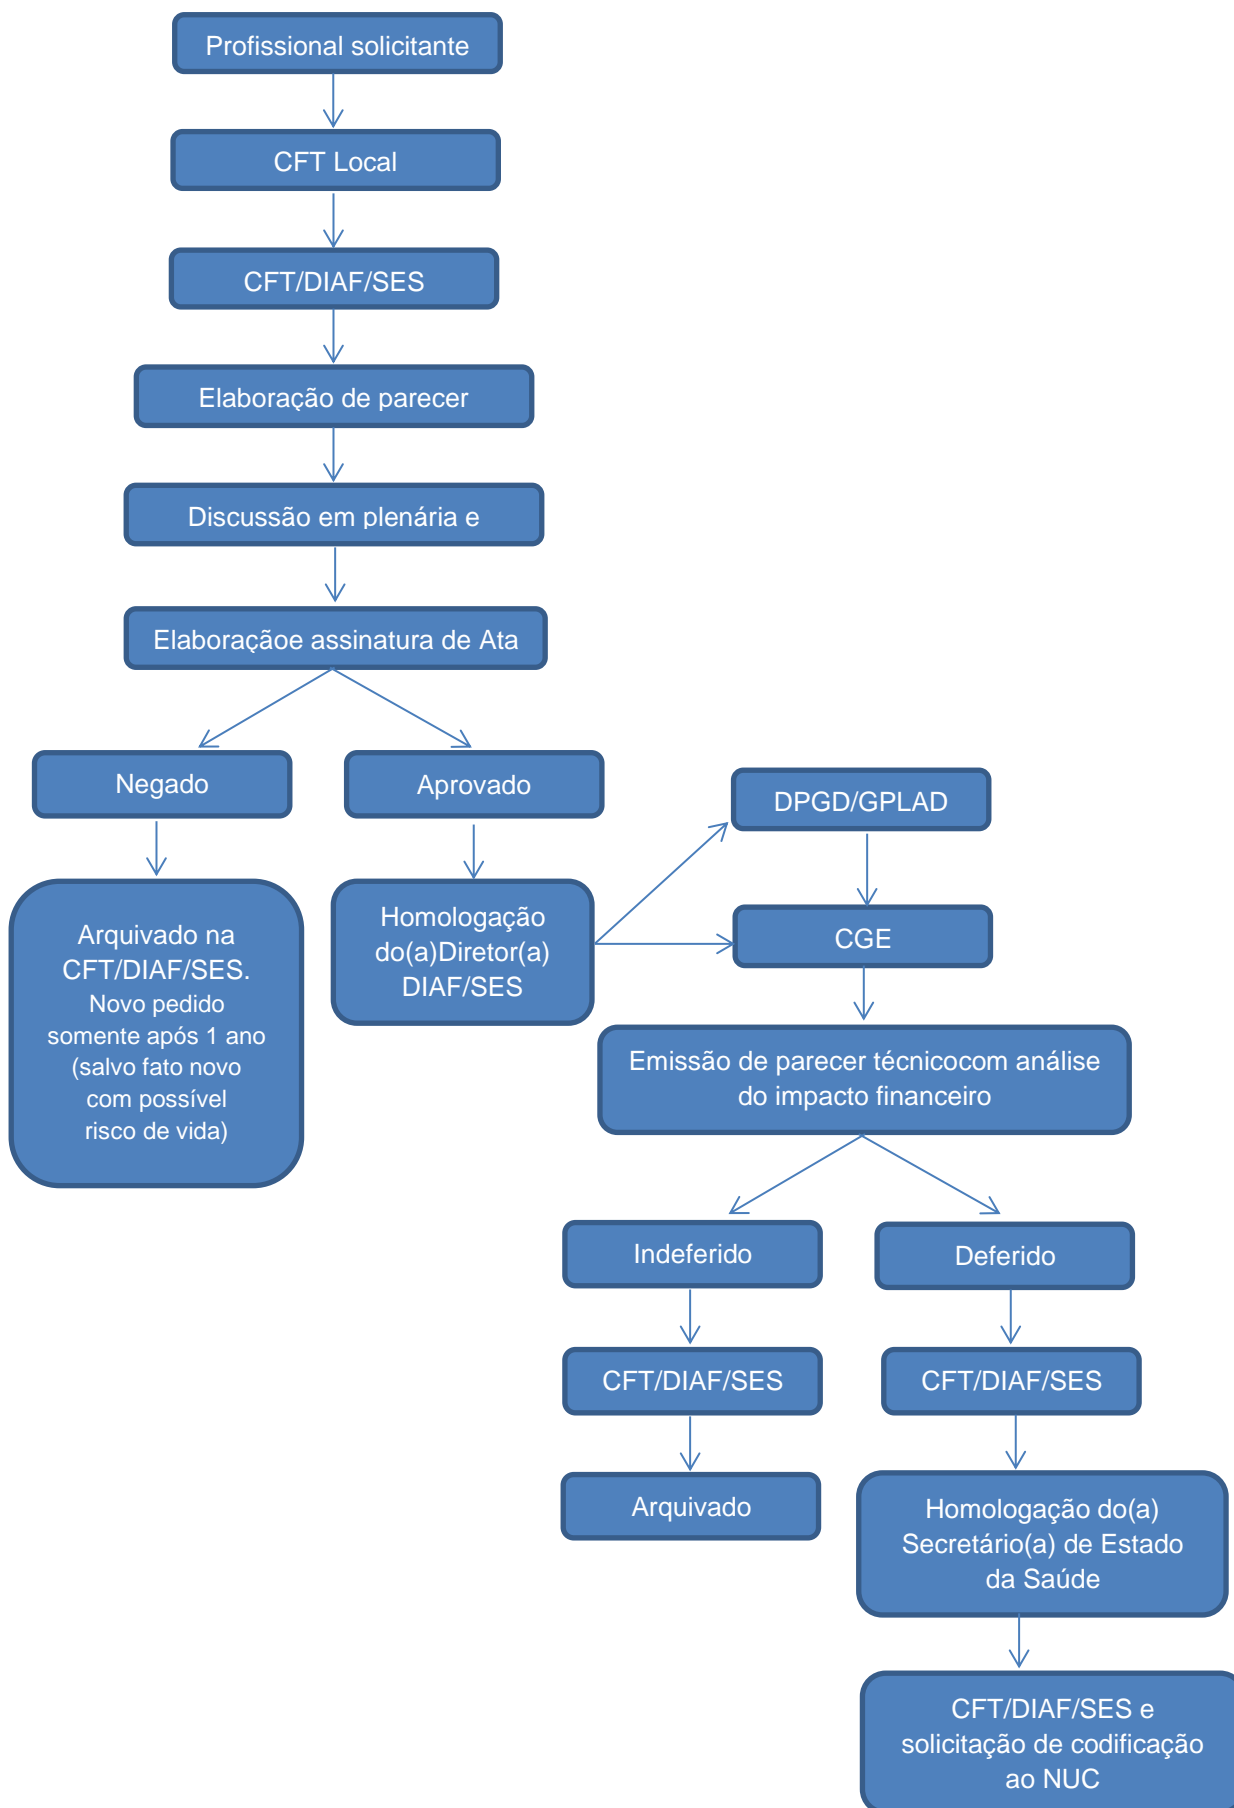 Profissional solicitante
CFT Local
CFT/DIAF/SES
Elaboração de parecer
Discussão em plenária e
Elaboraçãoe assinatura de Ata
Negado
Aprovado
DPGD/GPLAD
Arquivado na
CFT/DIAF/SES.
Novo pedido
somente após 1 ano
(salvo fato novo
com possível
risco de vida)
Homologação
do(a)Diretor(a)
DIAF/SES
CGE
Emissão de parecer técnicocom análise
do impacto financeiro
Indeferido
Deferido
CFT/DIAF/SES
CFT/DIAF/SES
Arquivado
Homologação do(a)
Secretário(a) de Estado
da Saúde
CFT/DIAF/SES e
solicitação de codificação
ao NUC